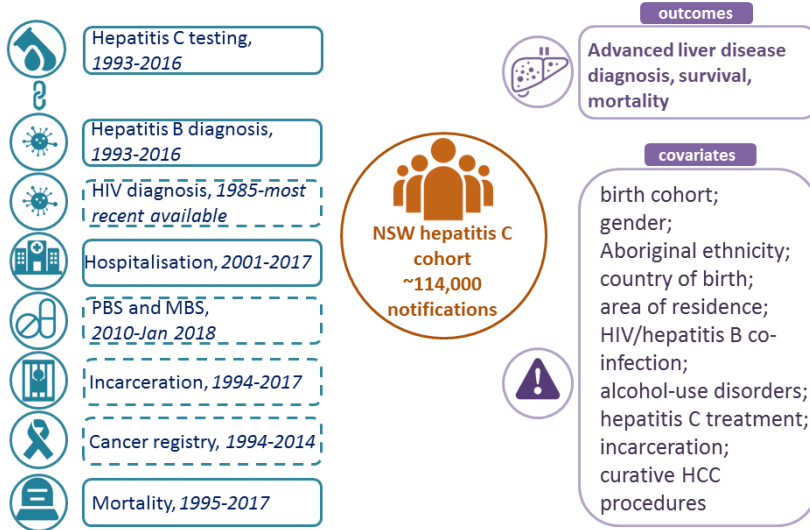 Hepatitis C testing,
1993-2016
Hepatitis B diagnosis,
1993-2016
HIV diagnosis, 1985-most
recent available
Hospitalisation, 2001-2017
PBS and MBS,
2010-Jan 2018
Incarceration, 1994-2017
Cancer registry, 1994-2014
Mortality, 1995-2017
NSW hepatitis C
cohort
~114,000
notifications
outcomes
Advanced liver disease
diagnosis, survival,
mortality
covariates
birth cohort;
gender;
Aboriginal ethnicity;
country of birth;
area of residence;
HIV/hepatitis B co-
infection;
alcohol-use disorders;
hepatitis C treatment;
incarceration;
curative HCC
procedures